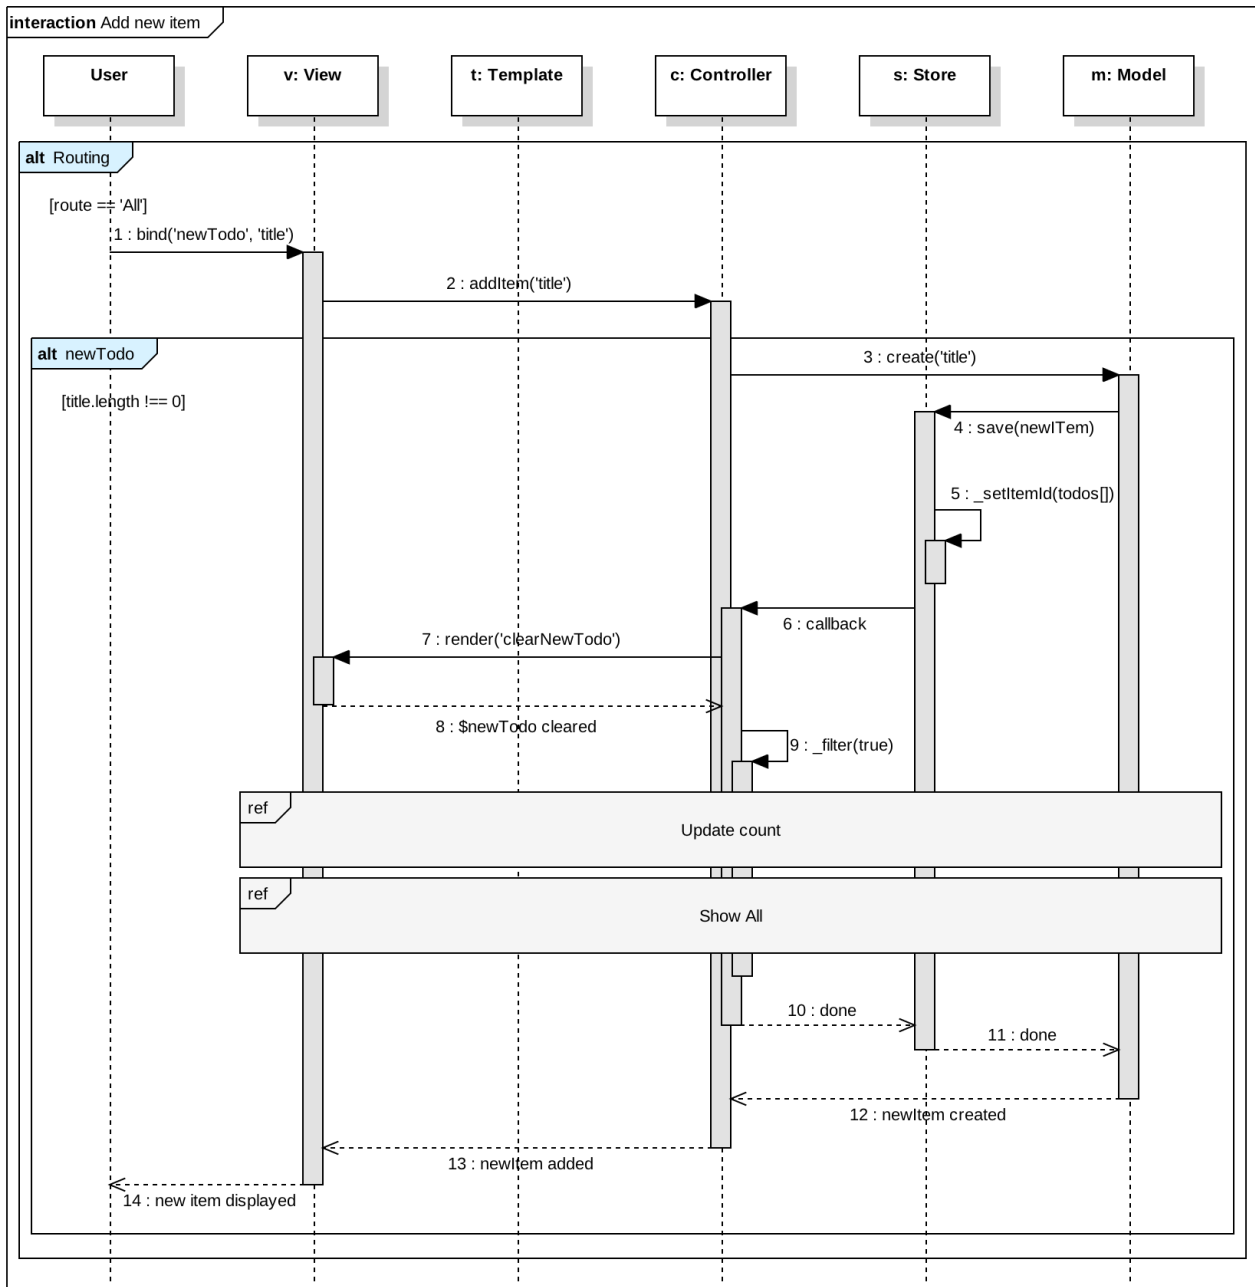 interaction Add new item
User
v: View
t: Template
c: Controller
s: Store
m: Model
alt Routing
[route == 'All']
1 : bind('newTodo', 'title')
2 : addItem('title')
alt newTodo
[title.length !== 0]
3 : create('title')
4 : save(newITem)
5 : _setItemId(todos[])
6 : callback
7 : render('clearNewTodo')
8 : $newTodo cleared
9 : _filter(true)
ref
Update count
ref
Show All
10 : done
11 : done
12 : newItem created
13 : newItem added
14 : new item displayed